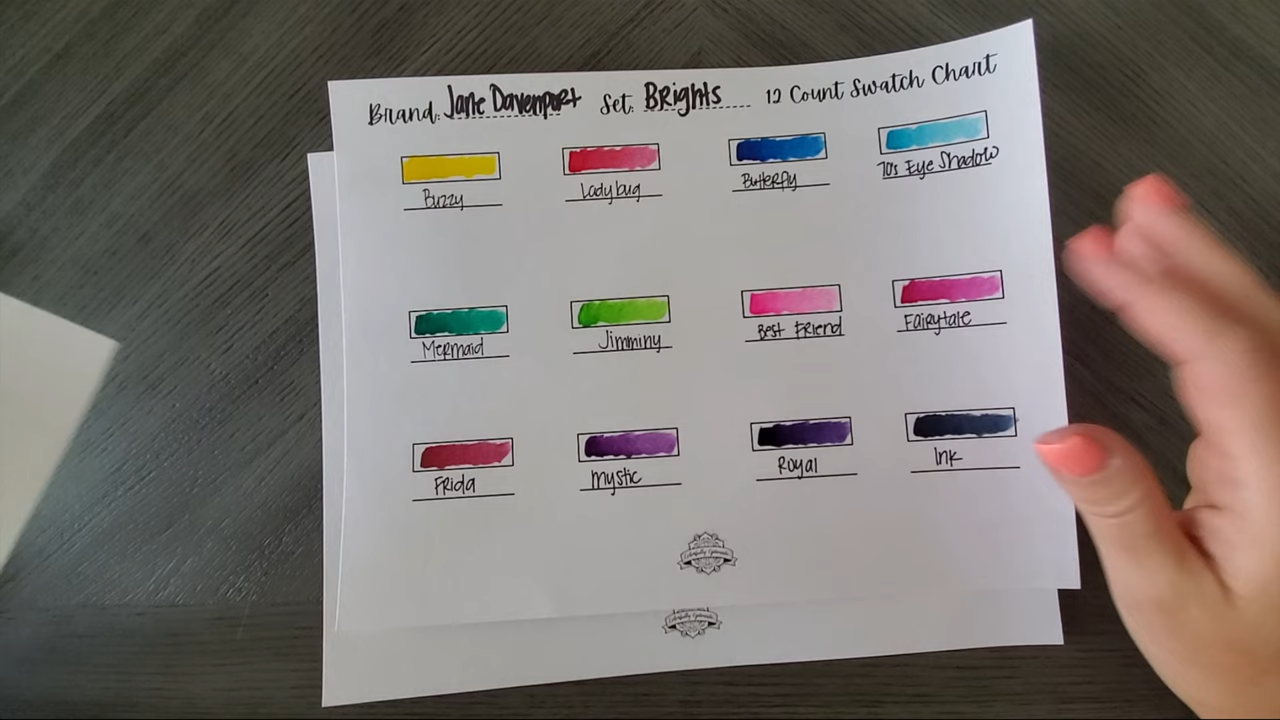 Brand: Jane Davenport Set: Brights 12 Count Swatch Chart
Buzzy Ladybug Butterfly 70s Eye Shadow
Mermaid Jimminy Best Friend Fairytale
Frida Mystic Royal Ink